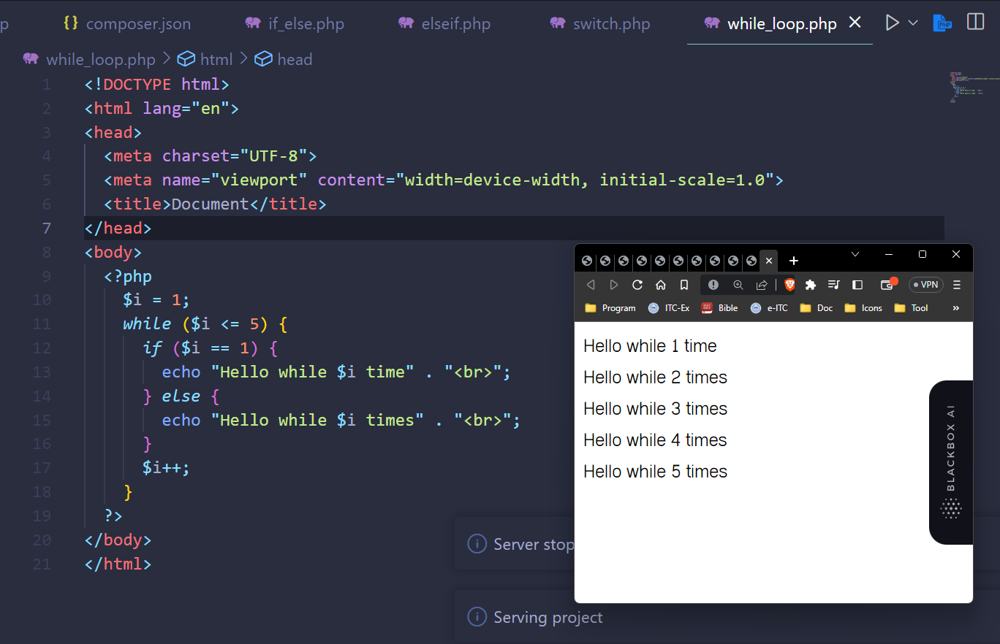 p composer.json if_else.php elseif.php switch.php while_loop.php
PHP
while_loop.php > html > head
1 <!DOCTYPE html>
2 <html lang="en">
3 <head>
4 <meta charset="UTF-8">
5 <meta name="viewport" content="width=device-width, initial-scale=1.0">
6 <title>Document</title>
7 </head>
8 <body>
9 <?php
10 $i = 1;
11 while ($i <= 5) {
12 if ($i == 1) {
13 echo "Hello while $i time" . "<br>";
14 } else {
15 echo "Hello while $i times" . "<br>";
16 }
17 $i++;
18 }
19 ?>
20 </body>
21 </html>
VPN
Program ITC-Ex Bible e-ITC Doc Icons Tool »
Hello while 1 time
Hello while 2 times
Hello while 3 times
Hello while 4 times
Hello while 5 times
BLACKBOX AI
Server stop
Serving project